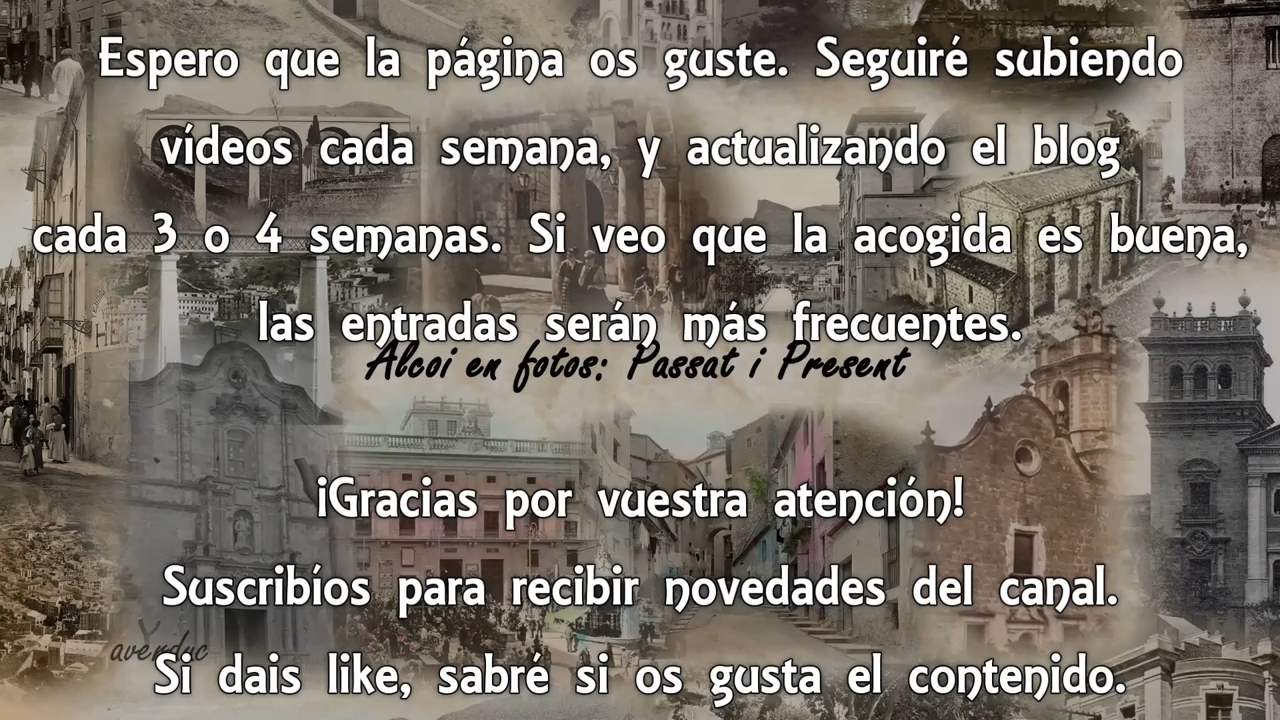 Espero que la página os guste. Seguiré subiendo
vídeos cada semana, y actualizando el blog
cada 3 o 4 semanas. Si veo que la acogida es buena,
las entradas serán más frecuentes.
Alcoi en fotos: Passat i Present
¡Gracias por vuestra atención!
Suscribíos para recibir novedades del canal.
Si dais like, sabré si os gusta el contenido.